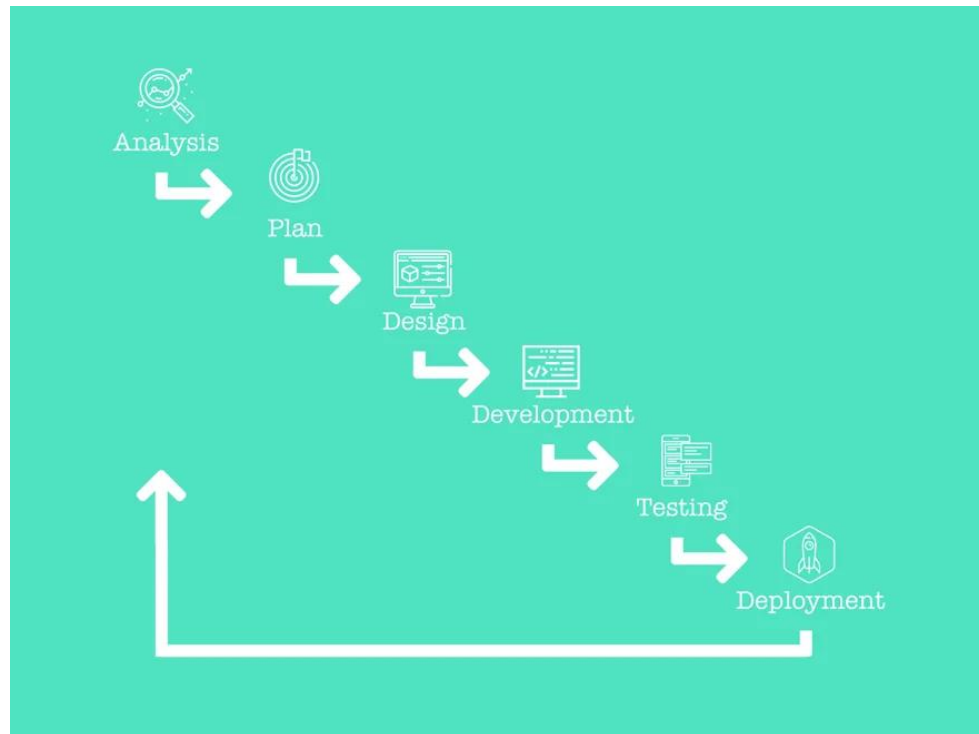 Analysis
Plan
Design
Development
Testing
Deployment